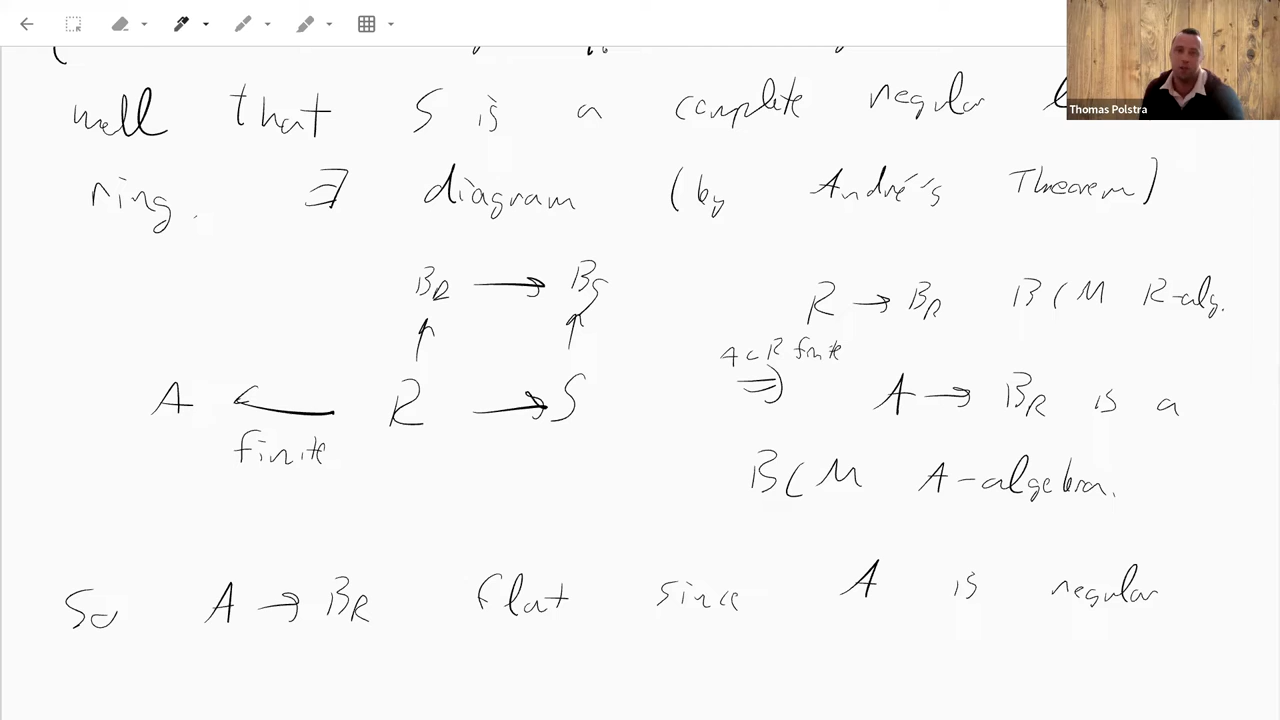 well that S is a complete regular
ring. ∃ diagram (by André's Theorem)
B_R → B_S
↑ ↑
A ← R → S
finite
R → B_R BCM R-alg.
A ⊂ R finite
⇒ A → B_R is a
BCM A-algebra.
So A → B_R flat since A is regular
Thomas Polstra